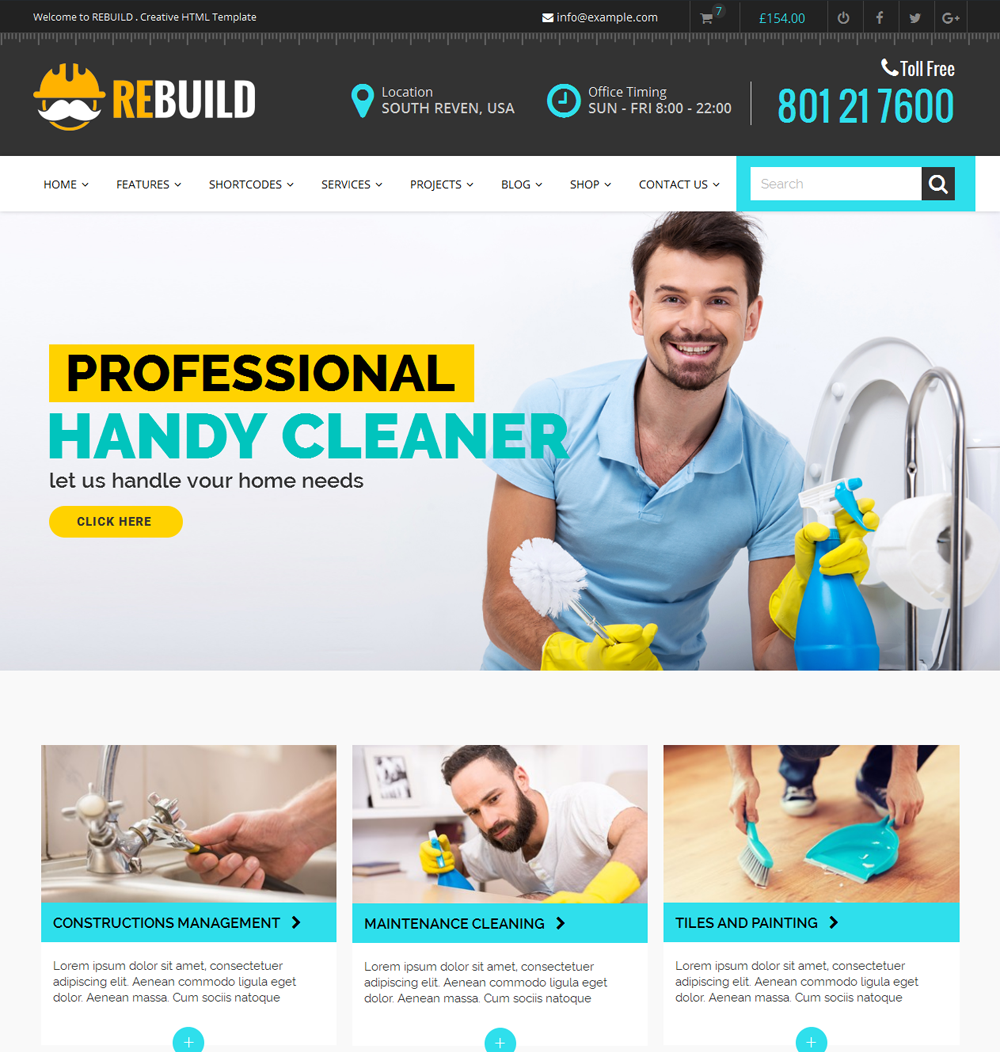 Welcome to REBUILD . Creative HTML Template
info@example.com
7
£154.00
REBUILD
Location
SOUTH REVEN, USA
Office Timing
SUN - FRI 8:00 - 22:00
Toll Free
801 21 7600
HOME
FEATURES
SHORTCODES
SERVICES
PROJECTS
BLOG
SHOP
CONTACT US
Search
PROFESSIONAL
HANDY CLEANER
let us handle vour home needs
CLICK HERE
CONSTRUCTIONS MANAGEMENT
Lorem ipsum dolor sit amet, consectetuer
adipiscing elit. Aenean commodo ligula eget
dolor. Aenean massa. Cum sociis natoque
+
MAINTENANCE CLEANING
Lorem ipsum dolor sit amet, consectetuer
adipiscing elit. Aenean commodo ligula eget
dolor. Aenean massa. Cum sociis natoque
+
TILES AND PAINTING
Lorem ipsum dolor sit amet, consectetuer
adipiscing elit. Aenean commodo ligula eget
dolor. Aenean massa. Cum sociis natoque
+